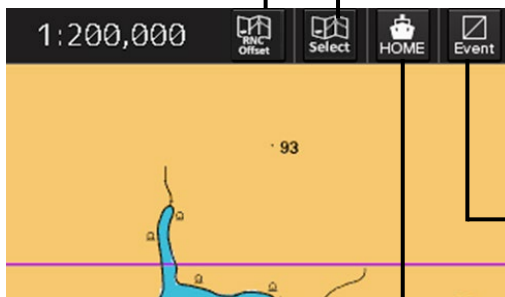 1:200,000
RNC
Offset
Select
HOME
Event
93